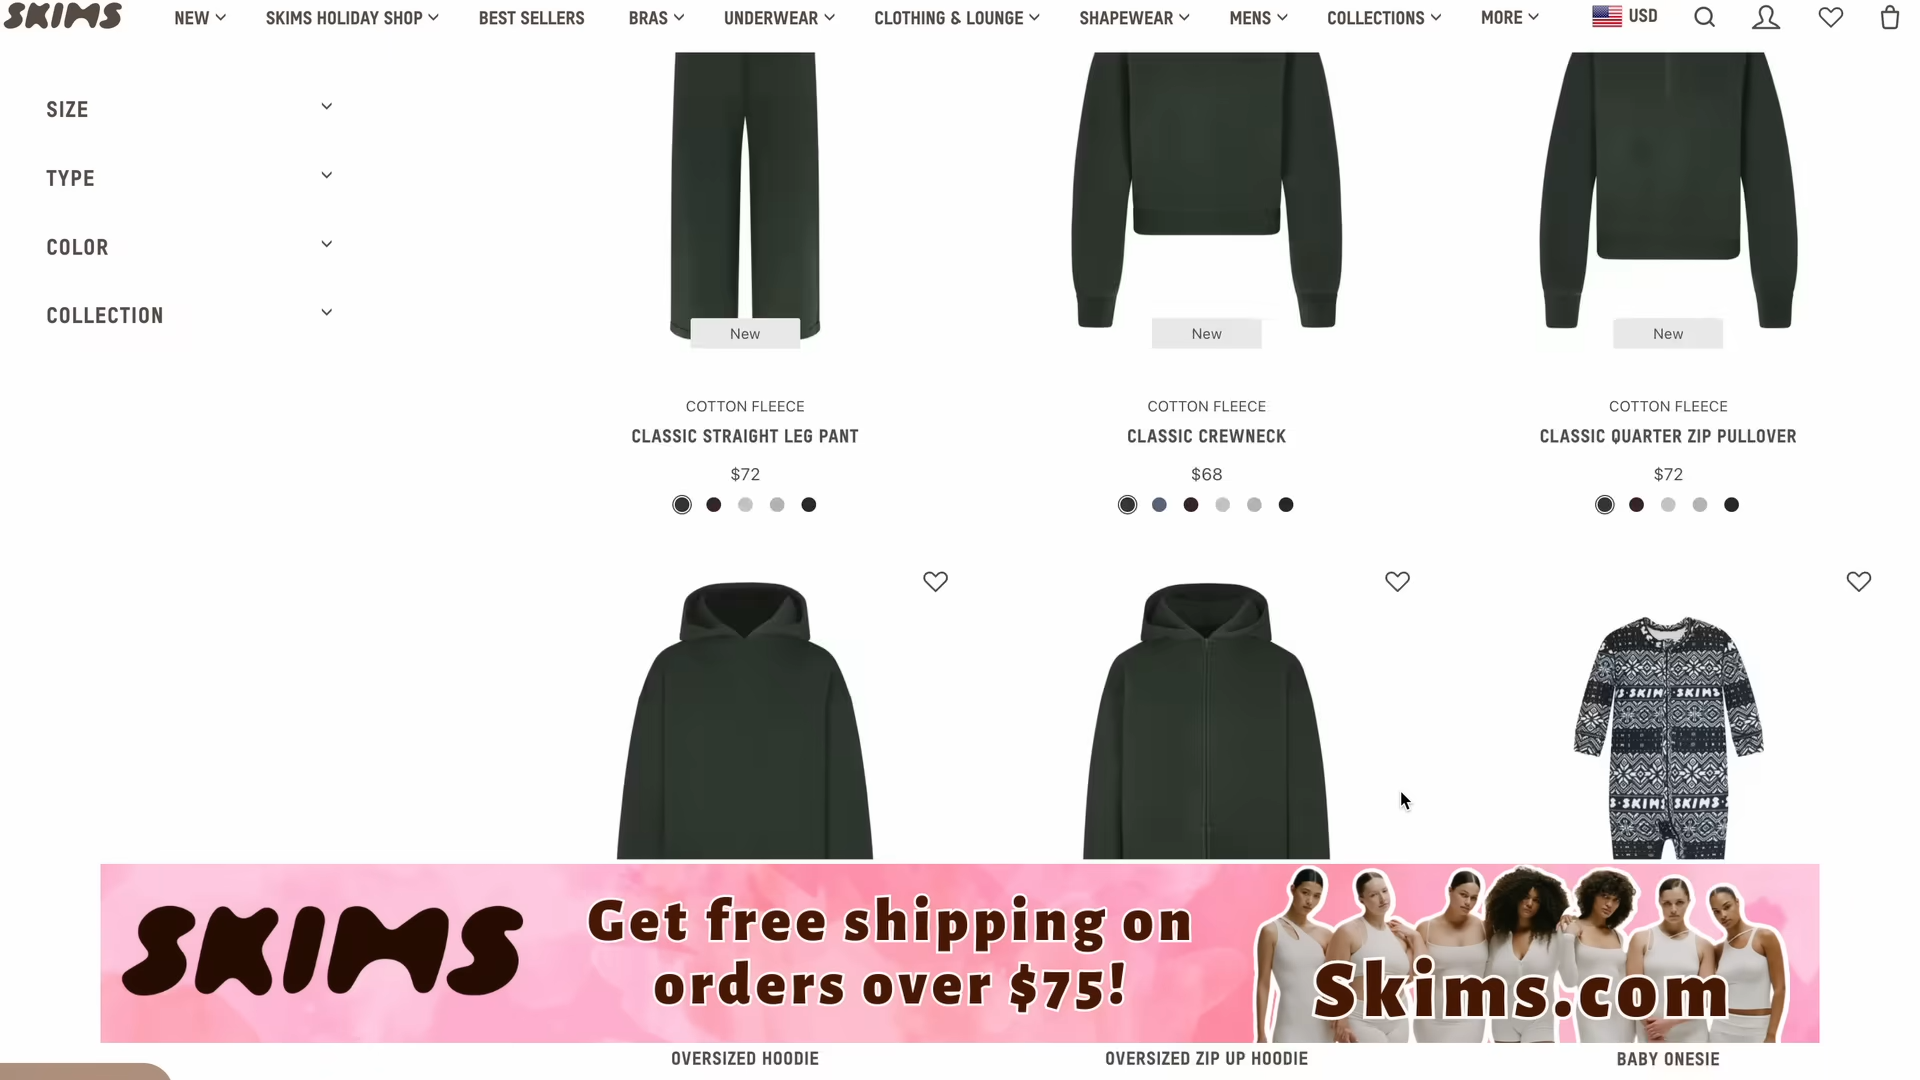 SKIMS
NEW
SKIMS HOLIDAY SHOP
BEST SELLERS
BRAS
UNDERWEAR
CLOTHING & LOUNGE
SHAPEWEAR
MENS
COLLECTIONS
MORE
USD
SIZE
TYPE
COLOR
COLLECTION
New
New
New
COTTON FLEECE
CLASSIC STRAIGHT LEG PANT
$72
COTTON FLEECE
CLASSIC CREWNECK
$68
COTTON FLEECE
CLASSIC QUARTER ZIP PULLOVER
$72
SKIMS SKIMS
SKIMS SKIMS
SKIMS
Get free shipping on
orders over $75!
Skims.com
OVERSIZED HOODIE
OVERSIZED ZIP UP HOODIE
BABY ONESIE